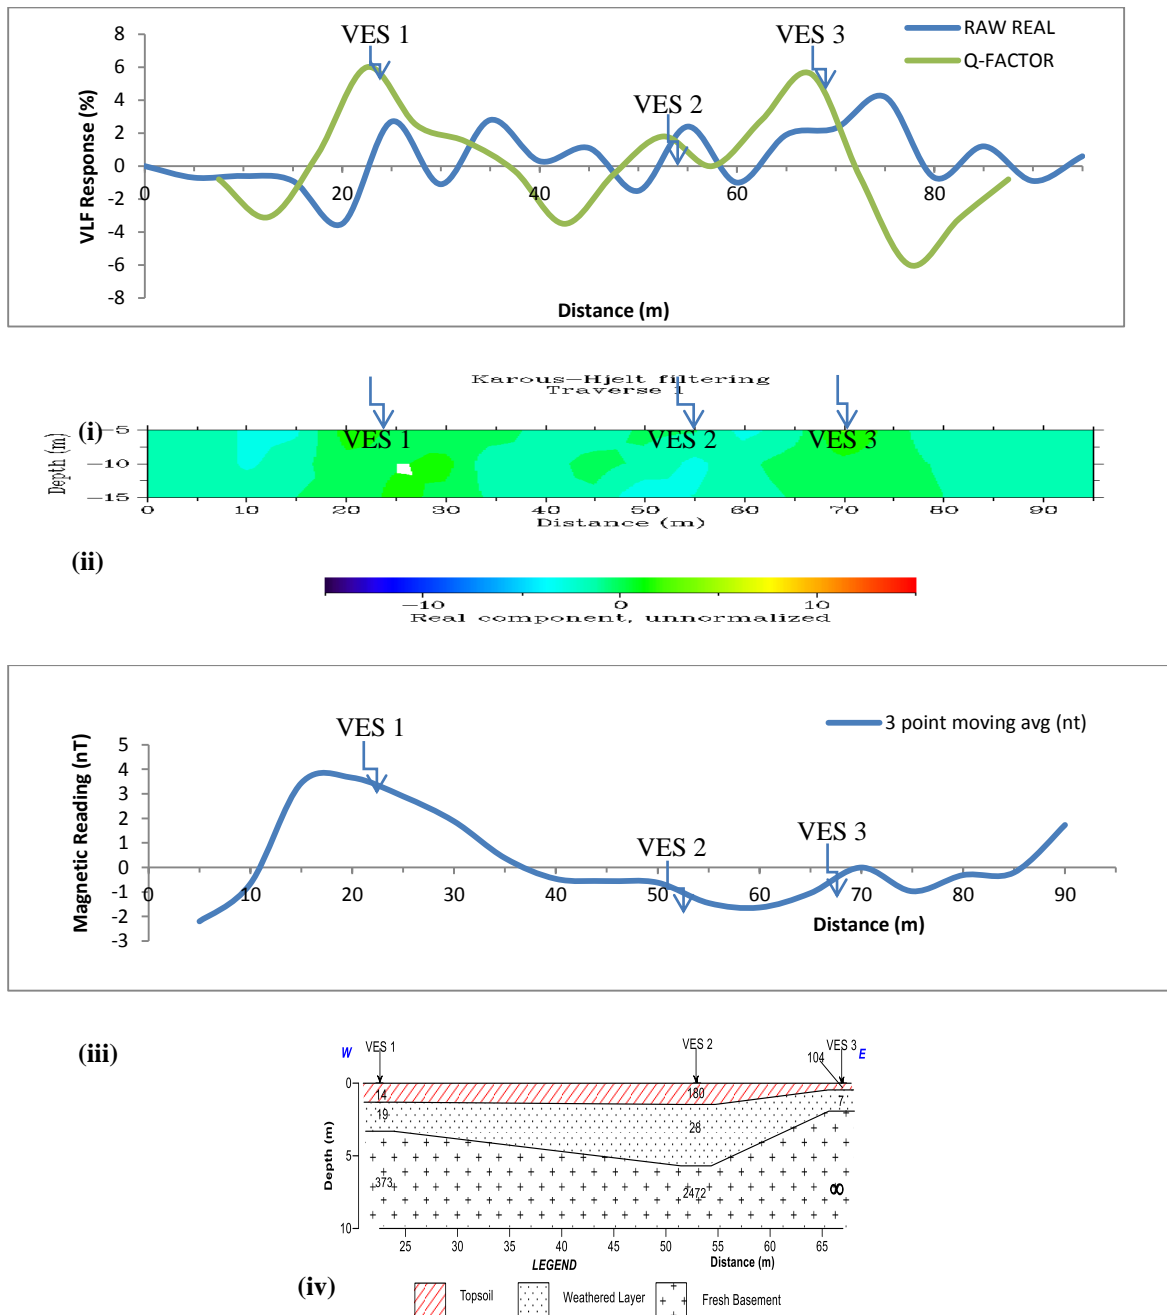 VES 1
VES 3
RAW REAL
Q-FACTOR
VES 2
8
6
4
2
0
-2
-4
-6
-8
0 20 40 60 80
VLF Response (%)
Distance (m)
Karous-Hjelt filtering
Traverse 1
(i)
VES 1 VES 2 VES 3
Depth (m)
-5
-10
-15
0 10 20 30 40 50 60 70 80 90
Distance (m)
(ii)
-10 0 10
Real component, unnormalized
VES 1
3 point moving avg (nt)
VES 2
VES 3
Magnetic Reading (nT)
5
4
3
2
1
0
-1
-2
-3
0 10 20 30 40 50 60 70 80 90
Distance (m)
(iii)
W VES 1 VES 2 VES 3 E
104
0
14 180
19 28 7
Depth (m)
5
373 2472 ∞
10
25 30 35 40 45 50 55 60 65
LEGEND Distance (m)
(iv)
Topsoil Weathered Layer Fresh Basement